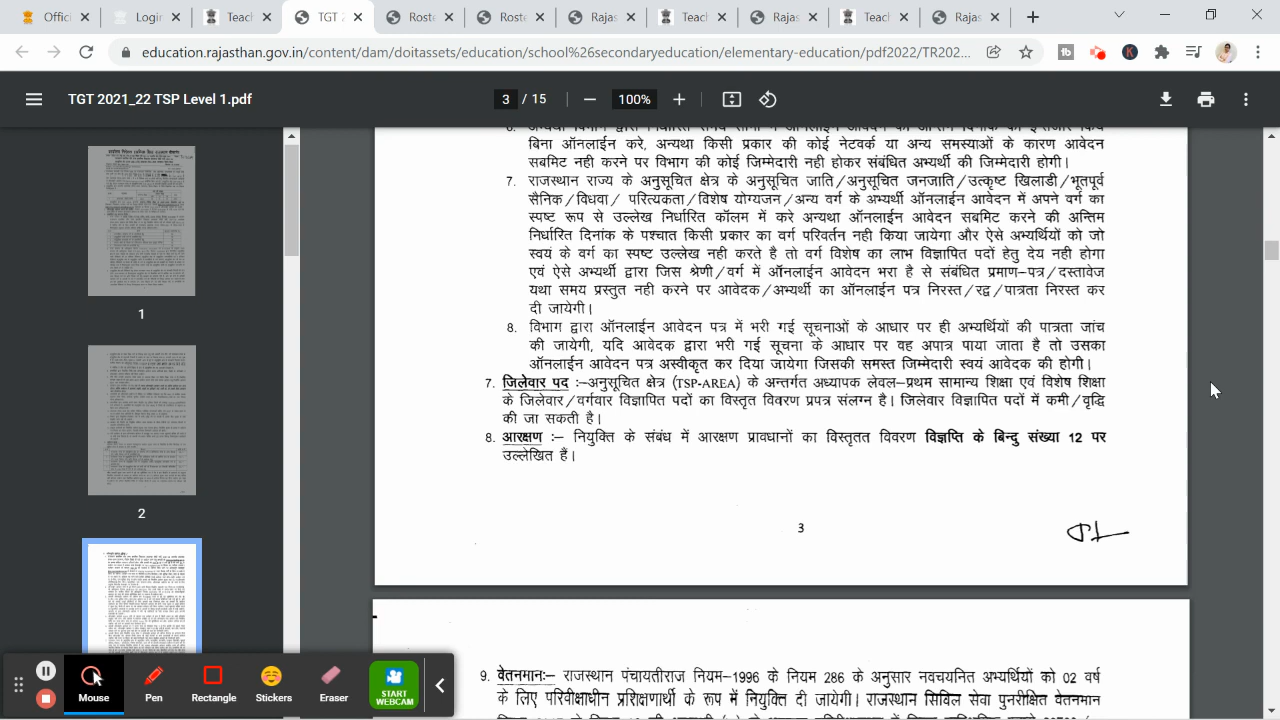 Offici
Login
Teach
TGT 2
Roste
Roste
Rajas
Teach
Rajas
Teach
Rajas
education.rajasthan.gov.in/content/dam/doitassets/education/school%26secondaryeducation/elementary-education/pdf2022/TR202...
TGT 2021_22 TSP Level 1.pdf
3 / 15
100%
1
2
बिना ऑनलाईन करे, अन्यथा किसी प्रकार की कोई नेटवर्क या अन्य समस्याओं के कारण आवेदन
सबमिट नही करने पर विभाग की कोई जिम्मेदारी नही होकर संबंधित अभ्यर्थी की जिम्मेदारी होगी।
7. राजस्थान राज्य के अनुसूचित क्षेत्र के अनुसूचित जाति/अनुसूचित जनजाति/उत्कृष्ट खिलाडी/भूतपूर्व
सैनिक/विधवा/ परित्यकता/विशेष योग्यजन/अन्य वर्ग के अभ्यर्थी ऑनलाईन आवेदन में अपने वर्ग का
स्पष्ट रूप से उल्लेख निर्धारित कॉलम में करे अन्यथा ऑनलाईन आवेदन सबमिट करने की अन्तिम
निर्धारित दिनांक के पश्चात किसी प्रकार का वर्ग परिवर्तन नही किया जायेगा और ऐसे अभ्यर्थियों को जो
के वर्ग का स्पष्ट उल्लेख नही करते है तो वर्ग विशेष का लाभ विज्ञापित पदों हेतु देय नही होगा
ऐसे अभ्यर्थी द्वारा जिस श्रेणी/वर्ग में ऑनलाईन आवेदन भरा है से संबंधित प्रमाण–पत्र/दस्तावेज
यथा समय प्रस्तुत नही करने पर आवेदक/अभ्यर्थी का ऑनलाईन पत्र निरस्त/रद्द/पात्रता निरस्त कर
दी जायेगी।
8. विभाग द्वारा ऑनलाईन आवेदन पत्र में भरी गई सूचनाओं के आधार पर ही अभ्यर्थियों की पात्रता जांच
की जायेगी, यदि आवेदक द्वारा भरी गई सूचना के आधार पर वह अपात्र पाया जाता है तो उसका
ऑनलाईन आवेदन पत्र अस्वीकृत कर दिया जायेगा जिसकी समस्त जिम्मेदारी स्वयं आवेदक की होगी।
7. जिलेवार पद :–अनुसूचित क्षेत्र (TSP-AREA) के अन्तर्गत अध्यापक लेवल–प्रथम सामान्य शिक्षा एवं विशेष शिक्षा
के जिलेवार/वर्गवार विज्ञापित पदों का विस्तृत विवरण प्रपत्र संलग्न है। जिलेवार विज्ञापित पदों में कमी/वृद्धि
की जा सकती है।
8. आरक्षण :– नियुक्ति के संबंध में आरक्षण प्रावधानों का विस्तृतत विवरण विज्ञप्ति के बिन्दु संख्या 12 पर
उल्लेखित हैं।
3
9. वेतनमानः– राजस्थान पंचायतीराज नियम–1996 के नियम 286 के अनुसार नवचयनित अभ्यर्थियों को 02 वर्ष
के लिए परिवीक्षाधीन प्रशिक्षणार्थी के रूप में नियुक्ति दी जायेगी। राजस्थान सिविल सेवा पुनरीक्षित वेतनमान
Mouse
Pen
Rectangle
Stickers
Eraser
START
WEBCAM